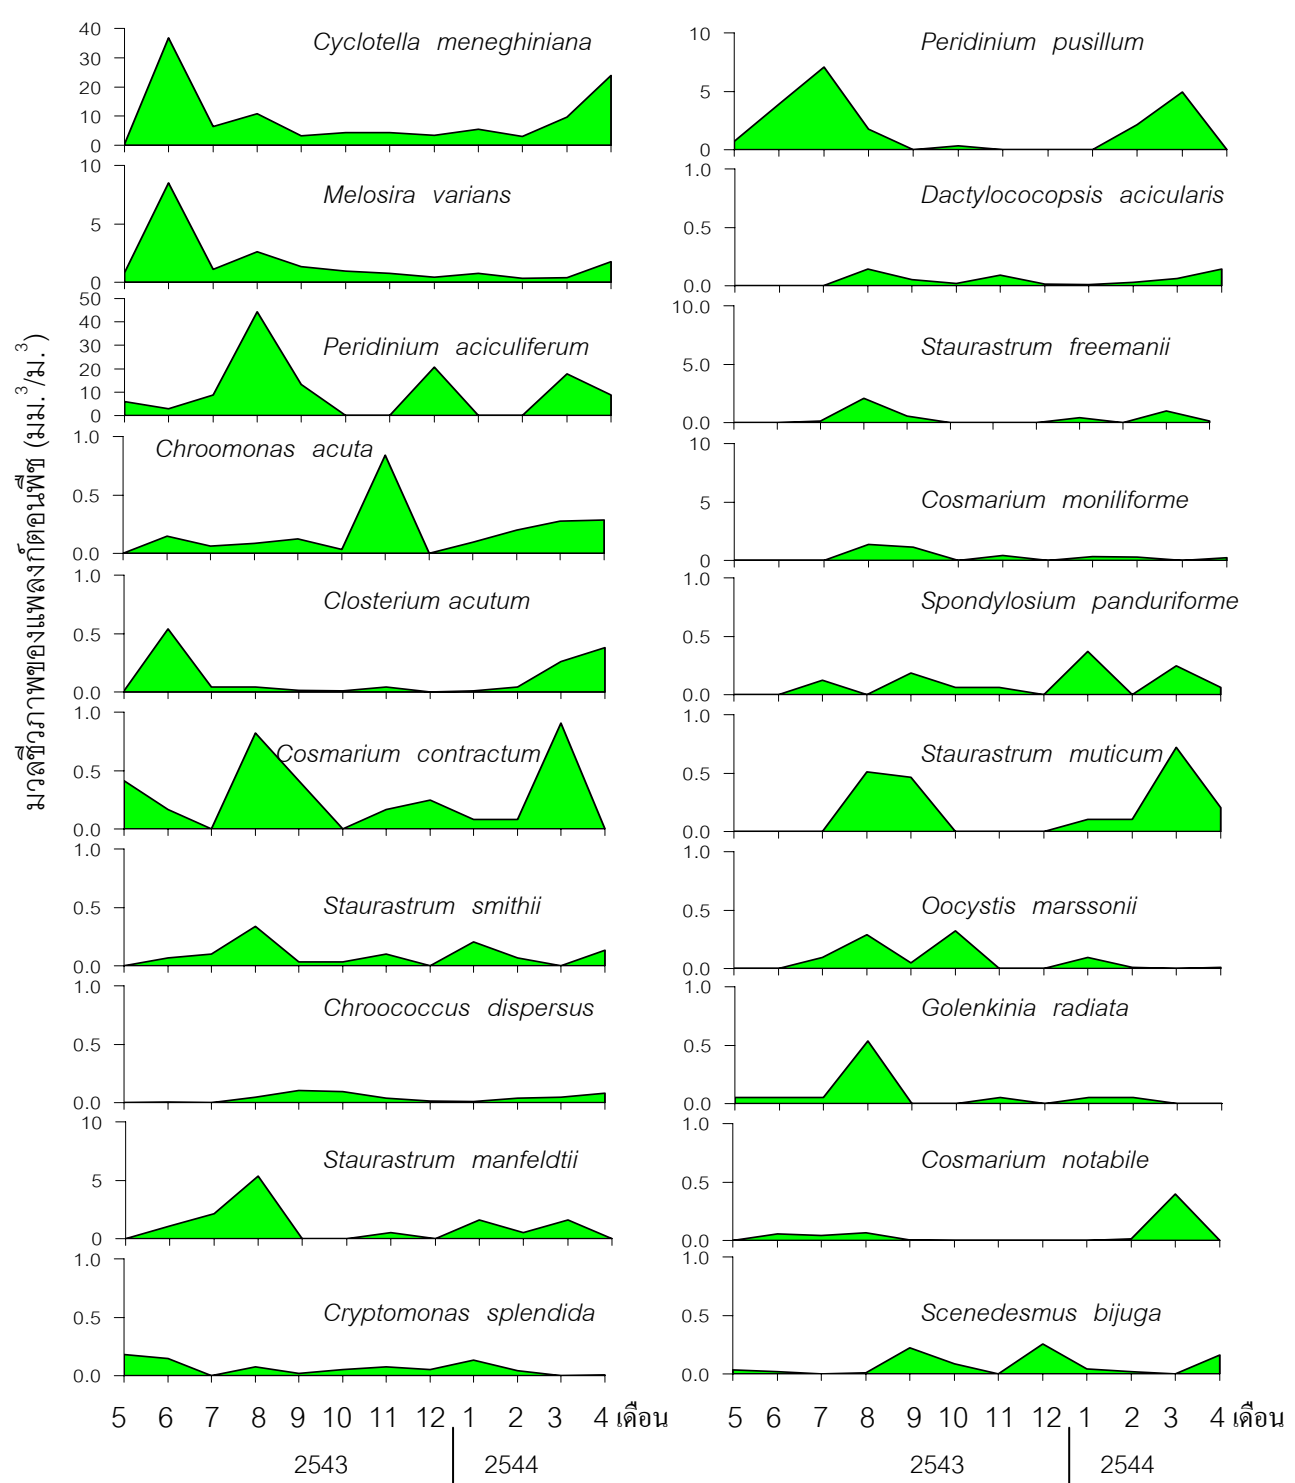 มวลชีวภาพของแพลงก์ตอนพืช (มม.3/ม.3)
40
30
20
10
0
Cyclotella meneghiniana
10
5
0
Melosira varians
50
40
30
20
10
0
Peridinium aciculiferum
1.0
0.5
0.0
Chroomonas acuta
1.0
0.5
0.0
Closterium acutum
1.0
0.5
0.0
Cosmarium contractum
1.0
0.5
0.0
Staurastrum smithii
1.0
0.5
0.0
Chroococcus dispersus
10
5
0
Staurastrum manfeldtii
1.0
0.5
0.0
Cryptomonas splendida
5 6 7 8 9 10 11 12 1 2 3 4 เดือน
2543 2544
10
5
0
Peridinium pusillum
1.0
0.5
0.0
Dactylococopsis acicularis
10.0
5.0
0.0
Staurastrum freemanii
10
5
0
Cosmarium moniliforme
1.0
0.5
0.0
Spondylosium panduriforme
1.0
0.5
0.0
Staurastrum muticum
1.0
0.5
0.0
Oocystis marssonii
1.0
0.5
0.0
Golenkinia radiata
1.0
0.5
0.0
Cosmarium notabile
1.0
0.5
0.0
Scenedesmus bijuga
5 6 7 8 9 10 11 12 1 2 3 4 เดือน
2543 2544